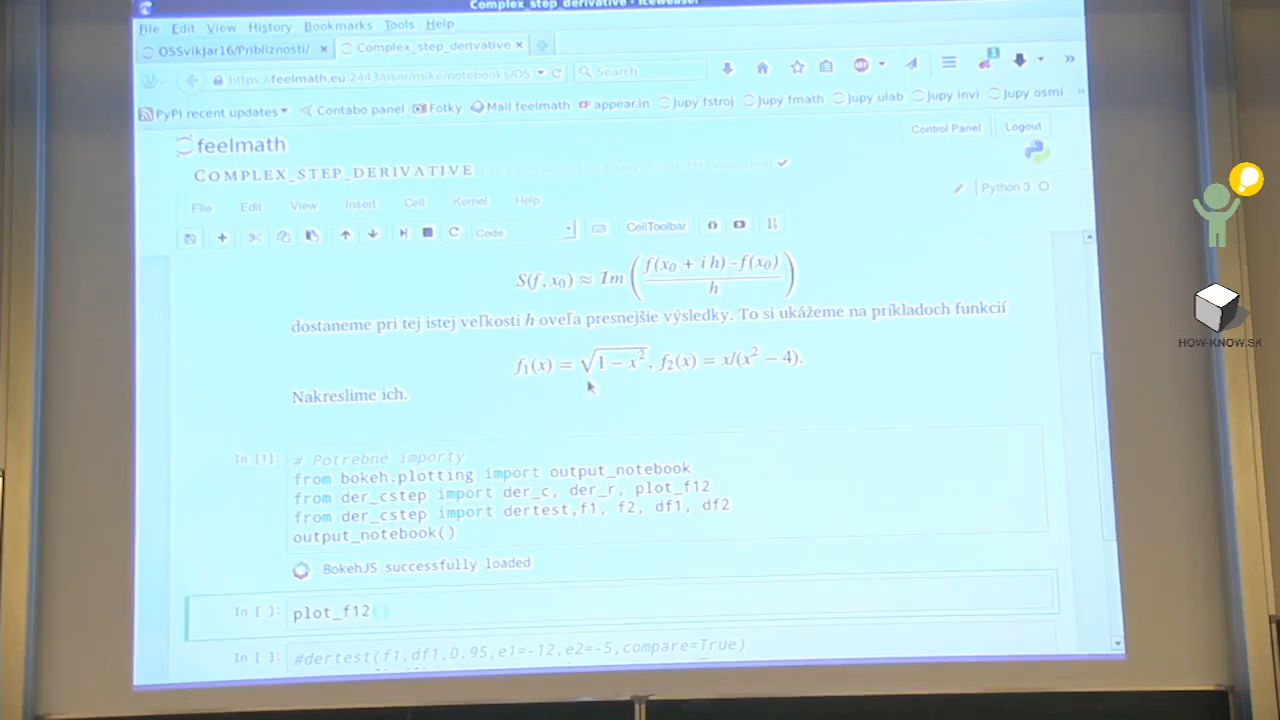 Complex_step_derivative - Iceweasel
File Edit View History Bookmarks Tools Help
OSSvikJar16/Priblíznosti/ × Complex_step_derivative ×
https://feelmath.eu:2443/user/mike/notebooks/OS Search
PyPI recent updates Contabo panel Fotky Mail feelmath appear.in Jupy fstroj Jupy fmath Jupy ulab Jupy invi Jupy osmi »
feelmath Control Panel Logout
COMPLEX_STEP_DERIVATIVE
File Edit View Insert Cell Kernel Help Python 3
Code CellToolbar
S(f, x₀) ≈ Im ( f(x₀ + i h) - f(x₀) / h )
dostaneme pri tej istej veľkosti h oveľa presnejšie výsledky. To si ukážeme na príkladoch funkcií
f₁(x) = √(1 − x²), f₂(x) = x/(x² − 4).
Nakreslime ich.
In [1]: # Potrebné importy
from bokeh.plotting import output_notebook
from der_cstep import der_c, der_r, plot_f12
from der_cstep import dertest,f1, f2, df1, df2
output_notebook()
BokehJS successfully loaded
In [ ]: plot_f12()
In [ ]: #dertest(f1,df1,0.95,e1=-12,e2=-5,compare=True)
HOW-KNOW.SK